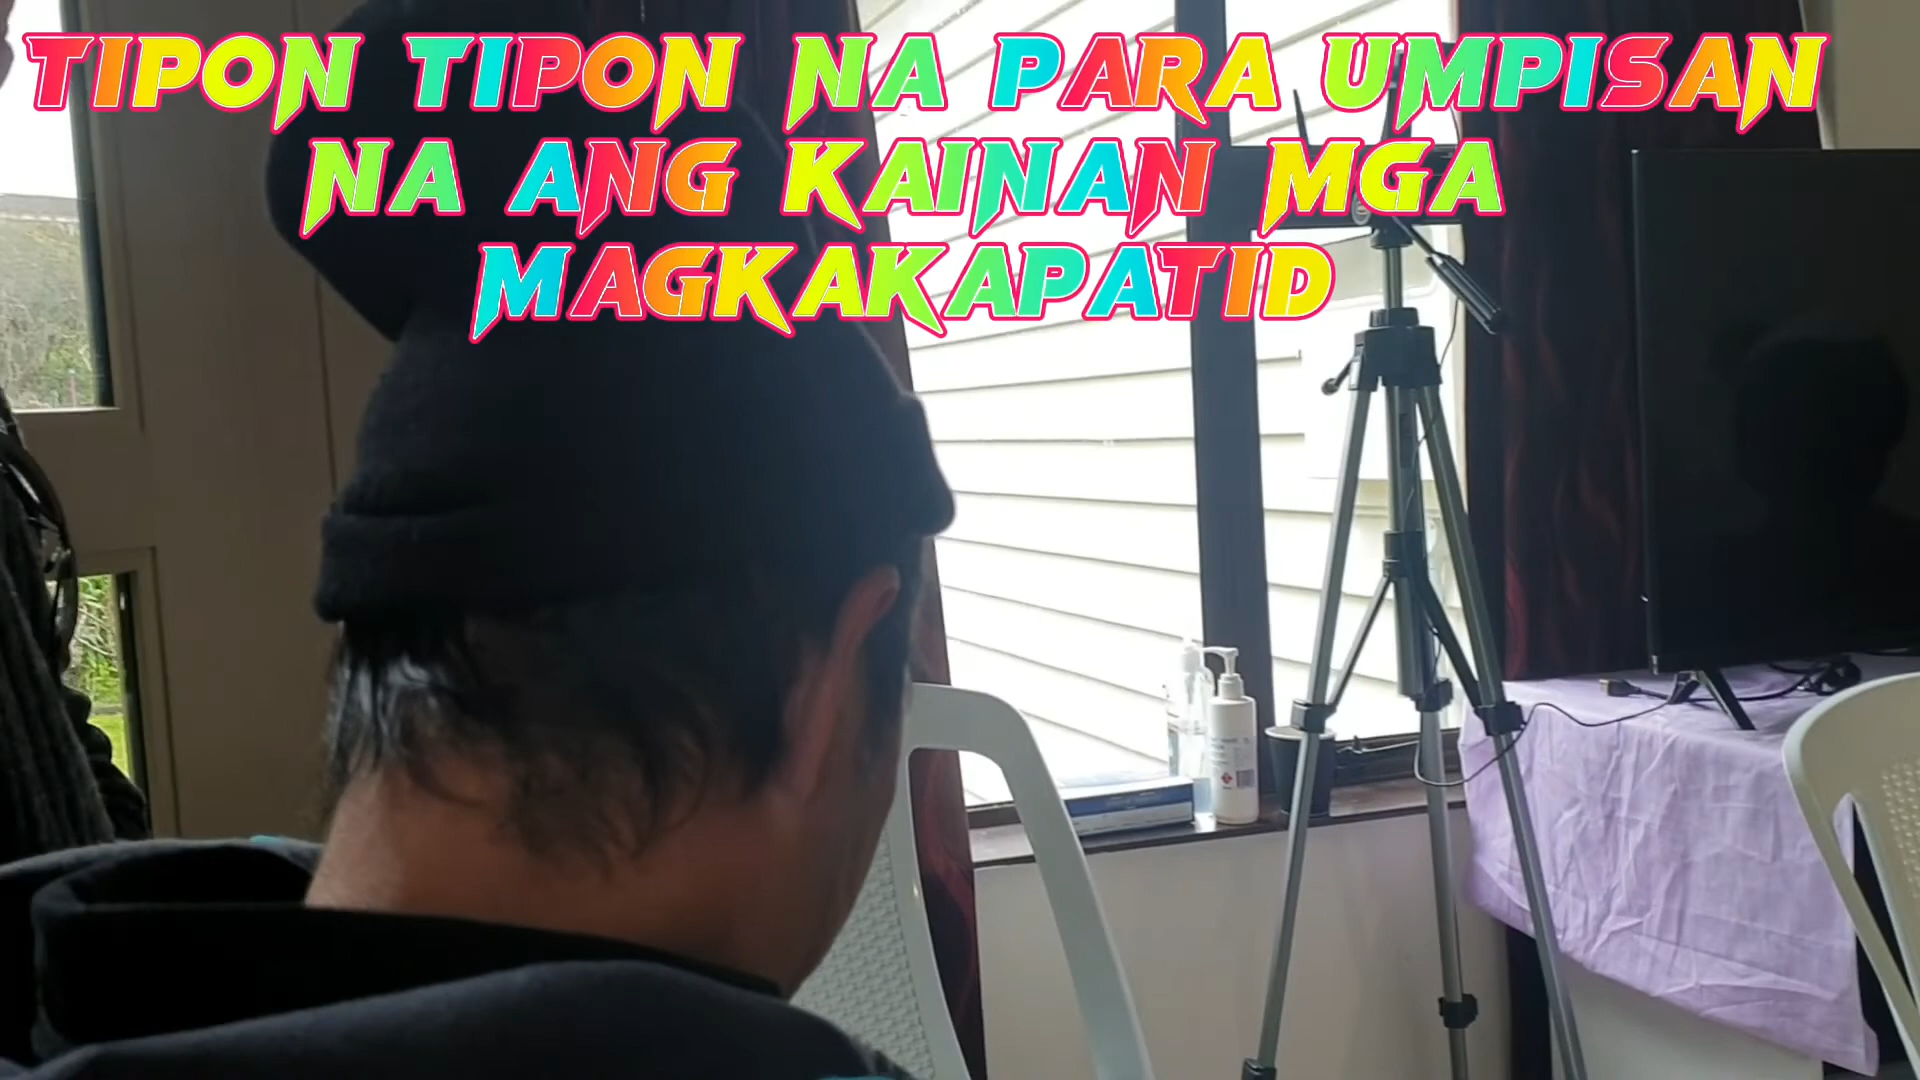 TIPON TIPON NA PARA UMPISAN
NA ANG KAINAN MGA
MAGKAKAPATID